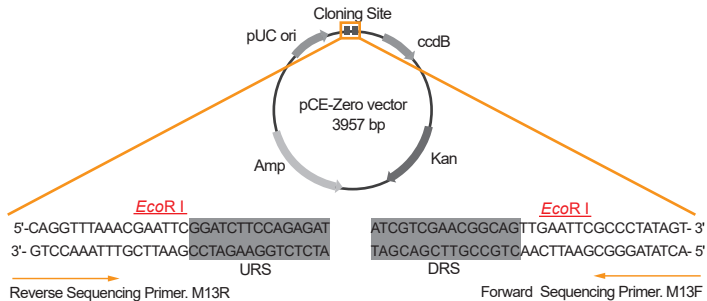 Cloning Site
pUC ori
ccdB
pCE-Zero vector
3957 bp
Amp
Kan
EcoR I
EcoR I
5'-CAGGTTTAAACGAATTCGGATCTTCCAGAGAT
ATCGTCGAACGGCAGTTGAATTCGCCCTATAGT-3'
3'- GTCCAAATTTGCTTAAGCCTAGAAGGTCTCTA
TAGCAGCTTGCCGTCAACTTAAGCGGGATATCA-5'
URS
DRS
Reverse Sequencing Primer. M13R
Forward Sequencing Primer. M13F